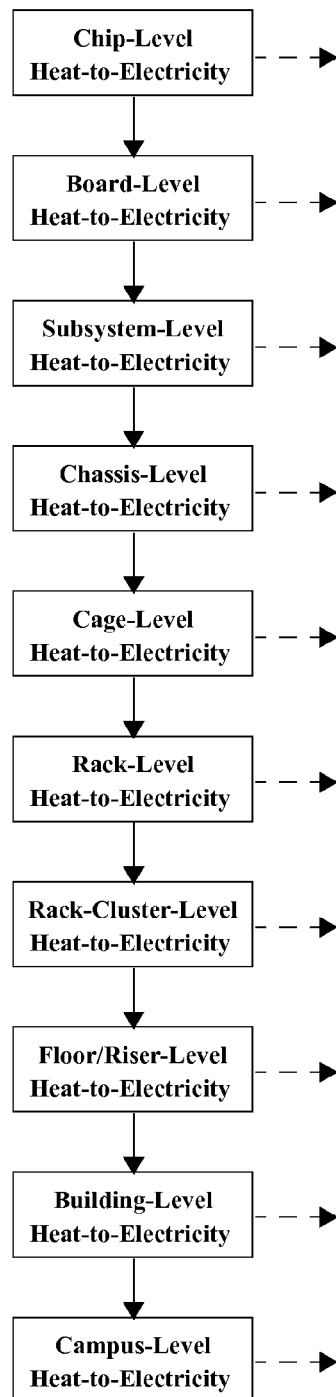 Chip-Level
Heat-to-Electricity
Board-Level
Heat-to-Electricity
Subsystem-Level
Heat-to-Electricity
Chassis-Level
Heat-to-Electricity
Cage-Level
Heat-to-Electricity
Rack-Level
Heat-to-Electricity
Rack-Cluster-Level
Heat-to-Electricity
Floor/Riser-Level
Heat-to-Electricity
Building-Level
Heat-to-Electricity
Campus-Level
Heat-to-Electricity